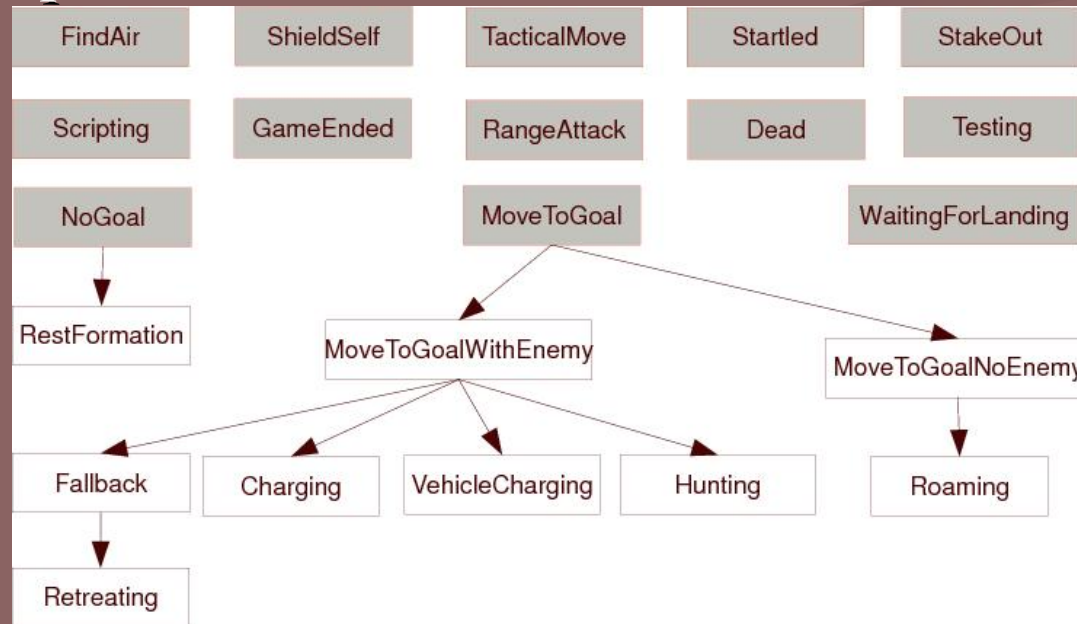 FindAir
ShieldSelf
TacticalMove
Startled
StakeOut
Scripting
GameEnded
RangeAttack
Dead
Testing
NoGoal
MoveToGoal
WaitingForLanding
RestFormation
MoveToGoalWithEnemy
MoveToGoalNoEnemy
Fallback
Charging
VehicleCharging
Hunting
Roaming
Retreating